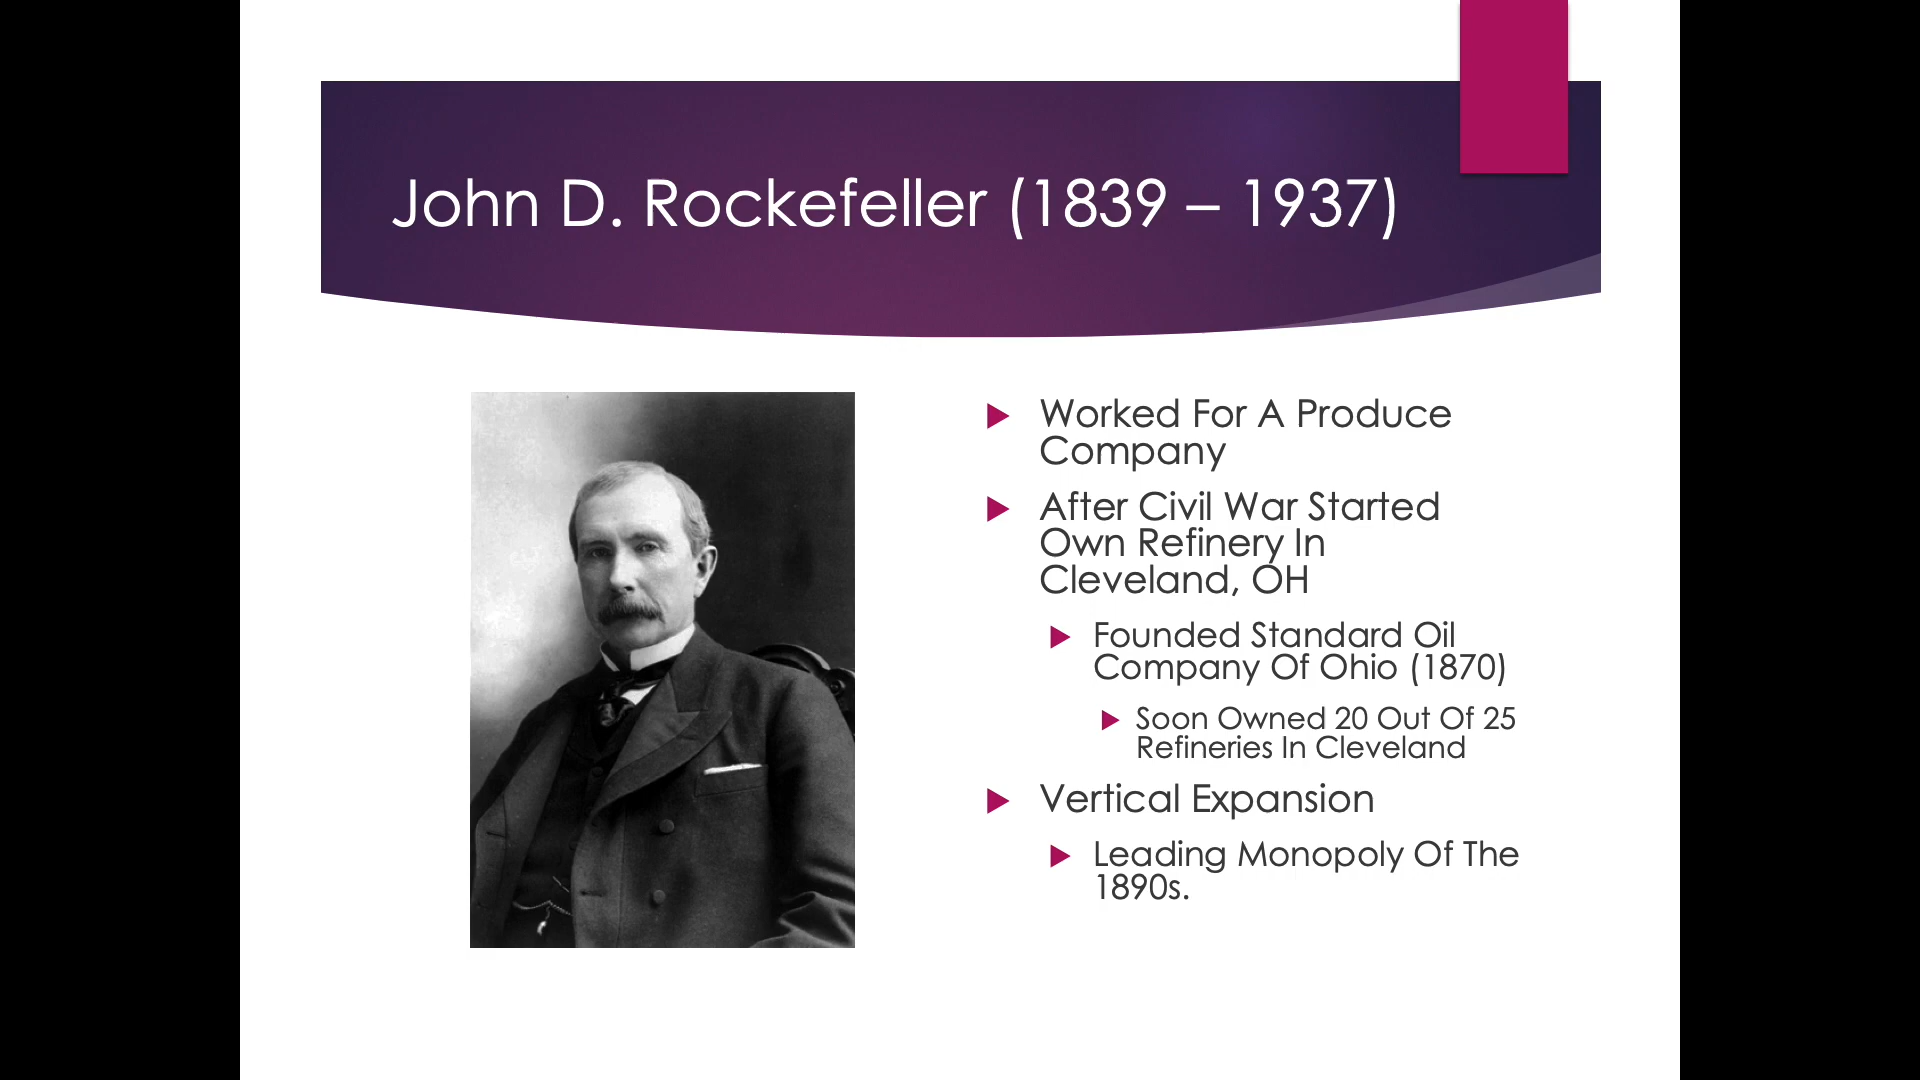 John D. Rockefeller (1839 – 1937)
Worked For A Produce
Company
After Civil War Started
Own Refinery In
Cleveland, OH
Founded Standard Oil
Company Of Ohio (1870)
Soon Owned 20 Out Of 25
Refineries In Cleveland
Vertical Expansion
Leading Monopoly Of The
1890s.